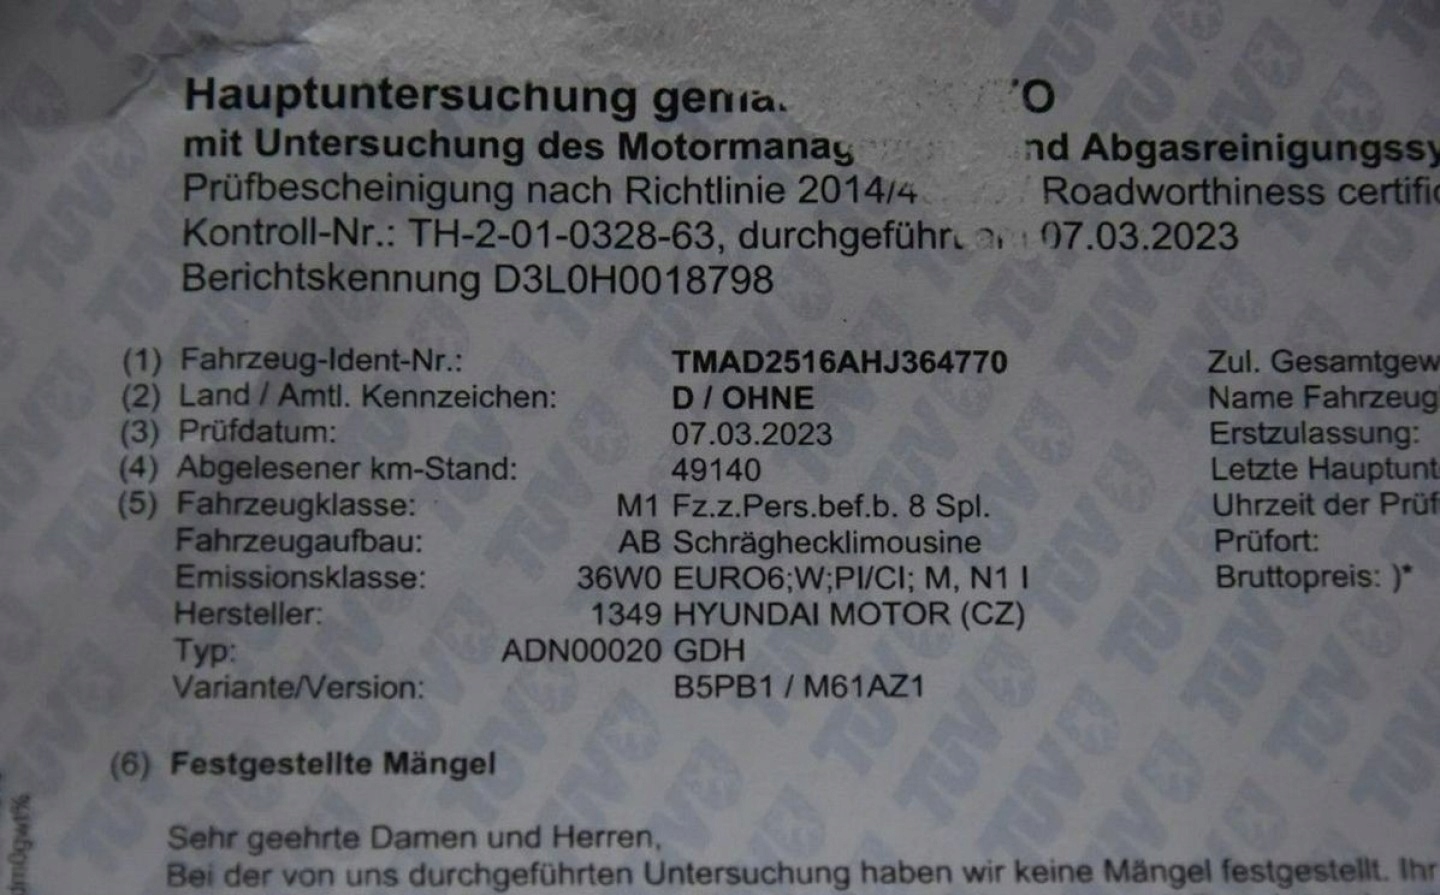 Hauptuntersuchung gemä O
mit Untersuchung des Motormanag nd Abgasreinigungssy
Prüfbescheinigung nach Richtlinie 2014/4 Roadworthiness certific
Kontroll-Nr.: TH-2-01-0328-63, durchgeführt am 07.03.2023
Berichtskennung D3L0H0018798
(1) Fahrzeug-Ident-Nr.: TMAD2516AHJ364770 Zul. Gesamtgew
(2) Land / Amtl. Kennzeichen: D / OHNE Name Fahrzeug
(3) Prüfdatum: 07.03.2023 Erstzulassung:
(4) Abgelesener km-Stand: 49140 Letzte Hauptunt
(5) Fahrzeugklasse: M1 Fz.z.Pers.bef.b. 8 Spl. Uhrzeit der Prüf
Fahrzeugaufbau: AB Schräghecklimousine Prüfort:
Emissionsklasse: 36W0 EURO6;W;PI/CI; M, N1 I Bruttopreis: )*
Hersteller: 1349 HYUNDAI MOTOR (CZ)
Typ: ADN00020 GDH
Variante/Version: B5PB1 / M61AZ1
(6) Festgestellte Mängel
Sehr geehrte Damen und Herren,
Bei der von uns durchgeführten Untersuchung haben wir keine Mängel festgestellt. Ihr